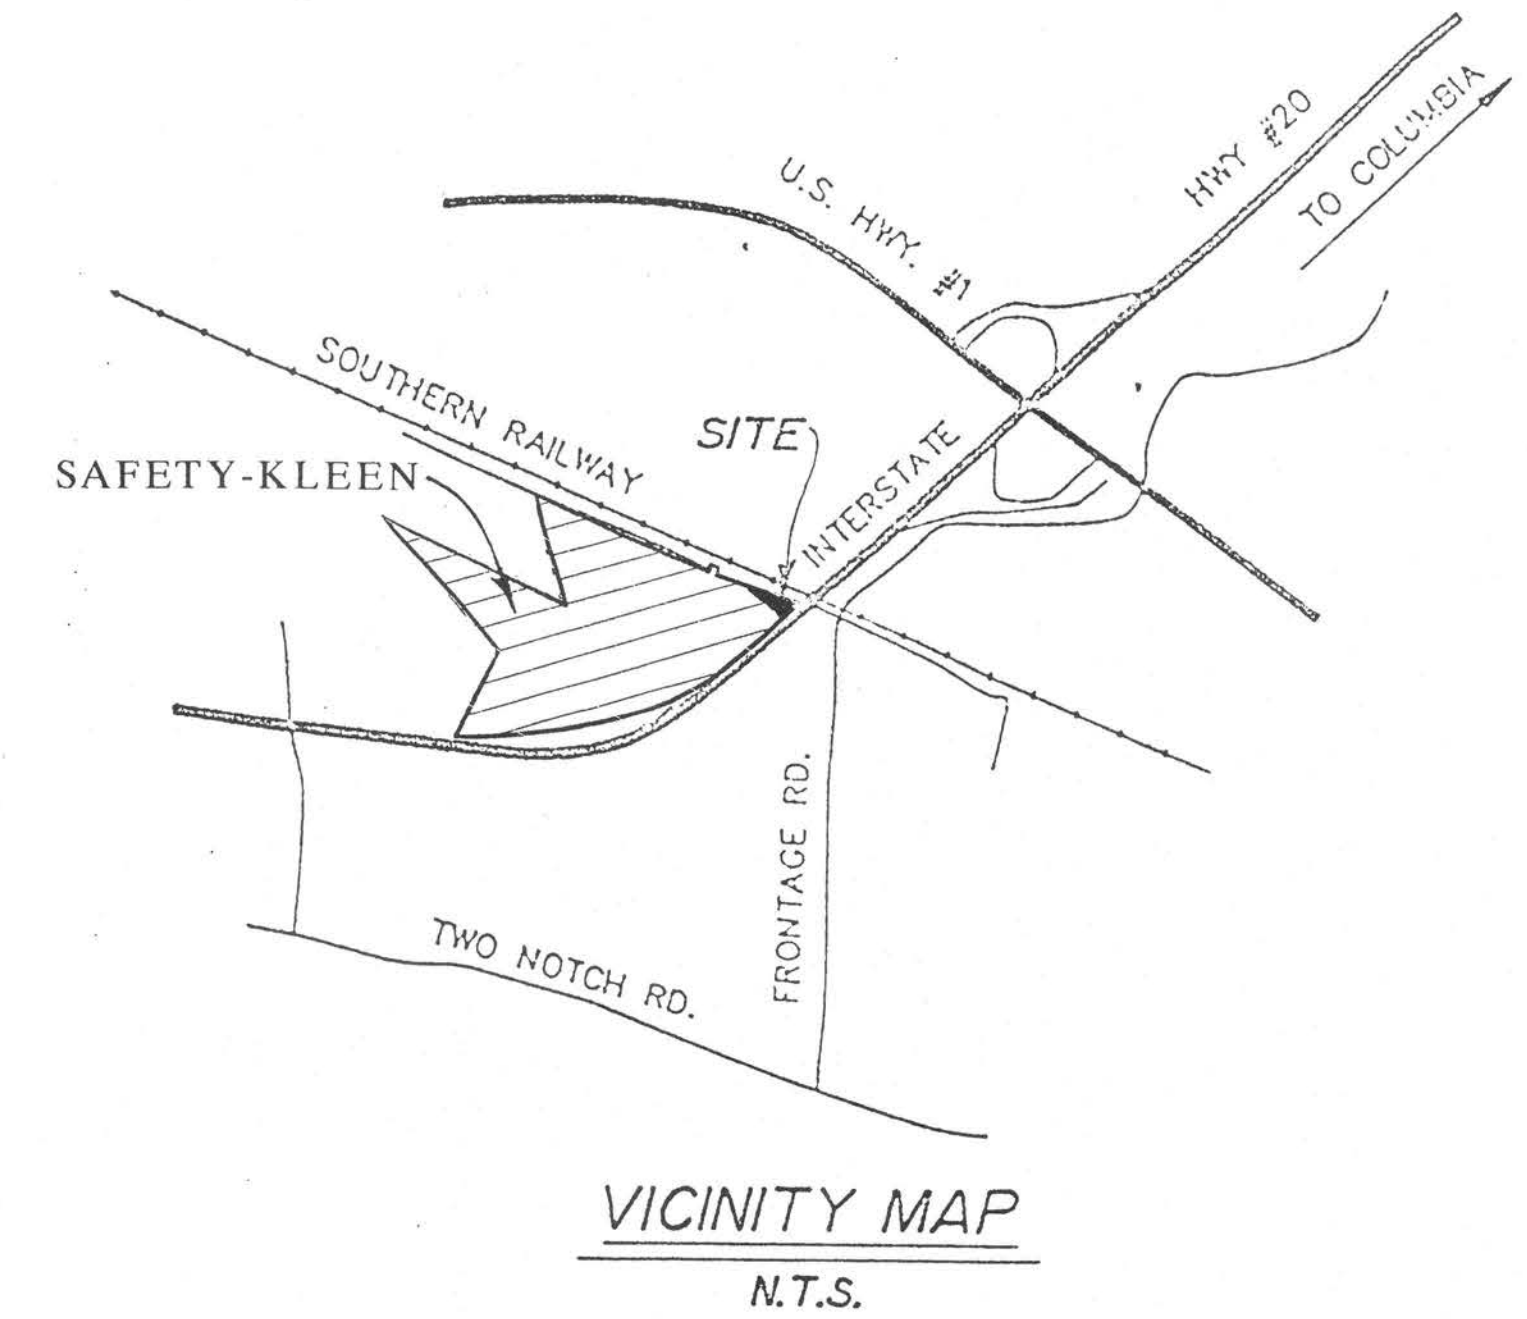 U.S. HWY. #1
HWY #20
TO COLUMBIA
SOUTHERN RAILWAY
SITE
SAFETY-KLEEN
INTERSTATE
FRONTAGE RD.
TWO NOTCH RD.
VICINITY MAP
N.T.S.